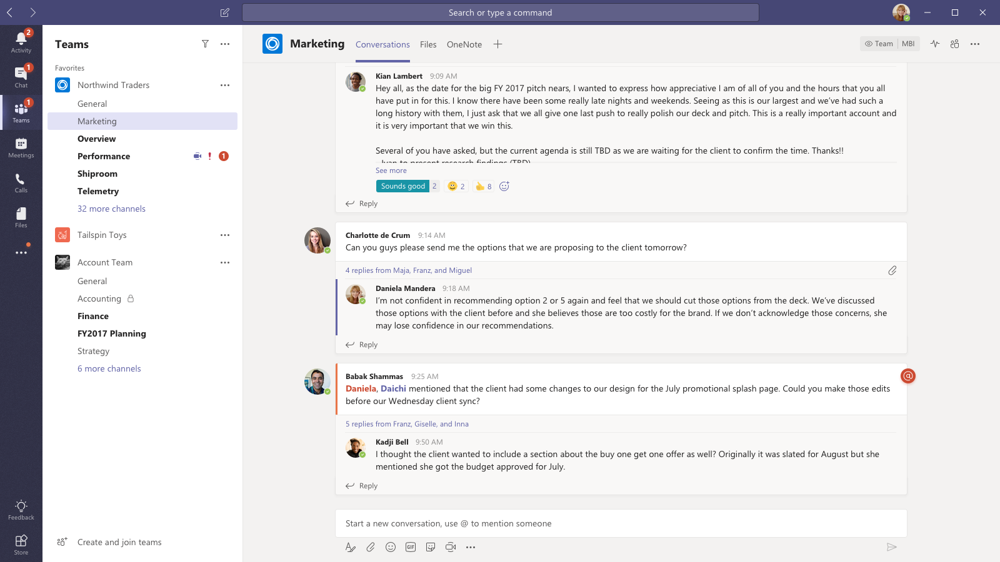 Search or type a command
2
Activity
1
Chat
1
Teams
Meetings
Calls
Files
Feedback
Store
Teams
Favorites
Northwind Traders
General
Marketing
Overview
Performance ! 1
Shiproom
Telemetry
32 more channels
Tailspin Toys
Account Team
General
Accounting
Finance
FY2017 Planning
Strategy
6 more channels
Create and join teams
Marketing Conversations Files OneNote
Team MBI
Kian Lambert 9:09 AM
Hey all, as the date for the big FY 2017 pitch nears, I wanted to express how appreciative I am of all of you and the hours that you all
have put in for this. I know there have been some really late nights and weekends. Seeing as this is our largest and we’ve had such a
long history with them, I just ask that we all give one last push to really polish our deck and pitch. This is a really important account and
it is very important that we win this.
Several of you have asked, but the current agenda is still TBD as we are waiting for the client to confirm the time. Thanks!!
to present research findings (TBD)
See more
Sounds good 2 2 8
Reply
Charlotte de Crum 9:14 AM
Can you guys please send me the options that we are proposing to the client tomorrow?
4 replies from Maja, Franz, and Miguel
Daniela Mandera 9:18 AM
I’m not confident in recommending option 2 or 5 again and feel that we should cut those options from the deck. We’ve discussed
those options with the client before and she believes those are too costly for the brand. If we don’t acknowledge those concerns, she
may lose confidence in our recommendations.
Reply
Babak Shammas 9:25 AM
@
Daniela, Daichi mentioned that the client had some changes to our design for the July promotional splash page. Could you make those edits
before our Wednesday client sync?
5 replies from Franz, Giselle, and Inna
Kadji Bell 9:50 AM
I thought the client wanted to include a section about the buy one get one offer as well? Originally it was slated for August but she
mentioned she got the budget approved for July.
Reply
Start a new conversation, use @ to mention someone
GIF